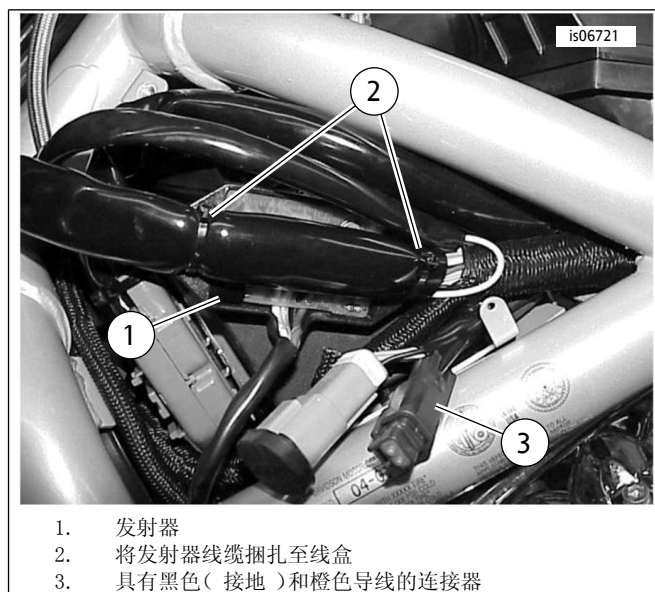 is06721
2
1
3
04-0
1. 发射器
2. 将发射器线缆捆扎至线盒
3. 具有黑色( 接地 )和橙色导线的连接器